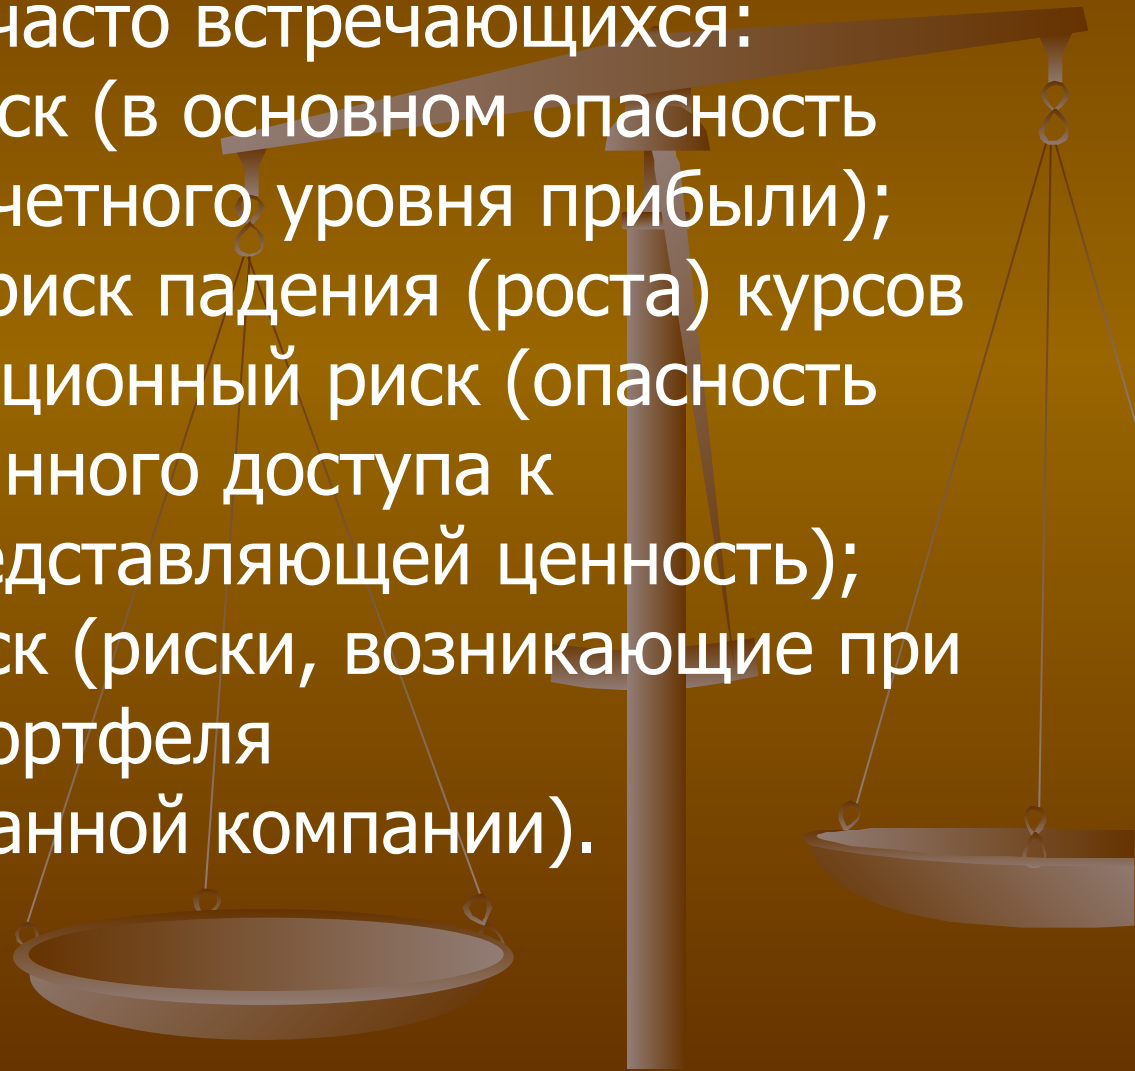 часто встречающихся:
ск (в основном опасность
четного уровня прибыли);
риск падения (роста) курсов
ционный риск (опасность
нного доступа к
едставляющей ценность);
ск (риски, возникающие при
ортфеля
анной компании).